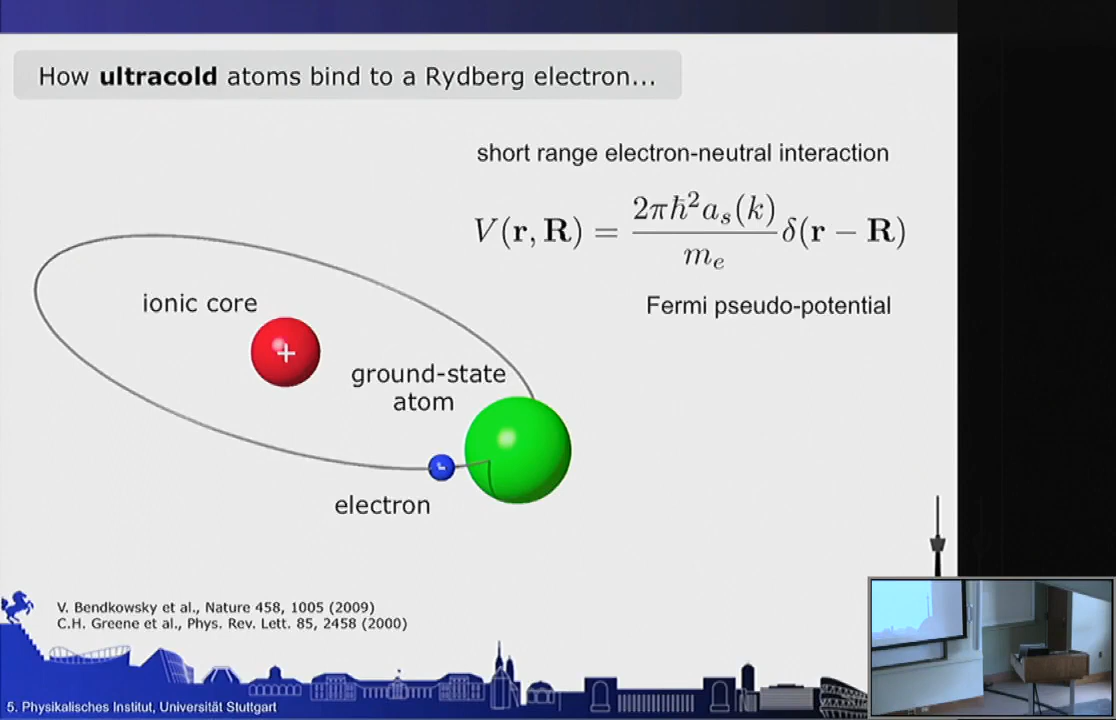 How ultracold atoms bind to a Rydberg electron...
short range electron-neutral interaction
V(r, R) = \frac{2πħ²a_s(k)}{m_e} δ(r − R)
Fermi pseudo-potential
ionic core
+
ground-state
atom
-
electron
V. Bendkowsky et al., Nature 458, 1005 (2009)
C.H. Greene et al., Phys. Rev. Lett. 85, 2458 (2000)
5. Physikalisches Institut, Universität Stuttgart